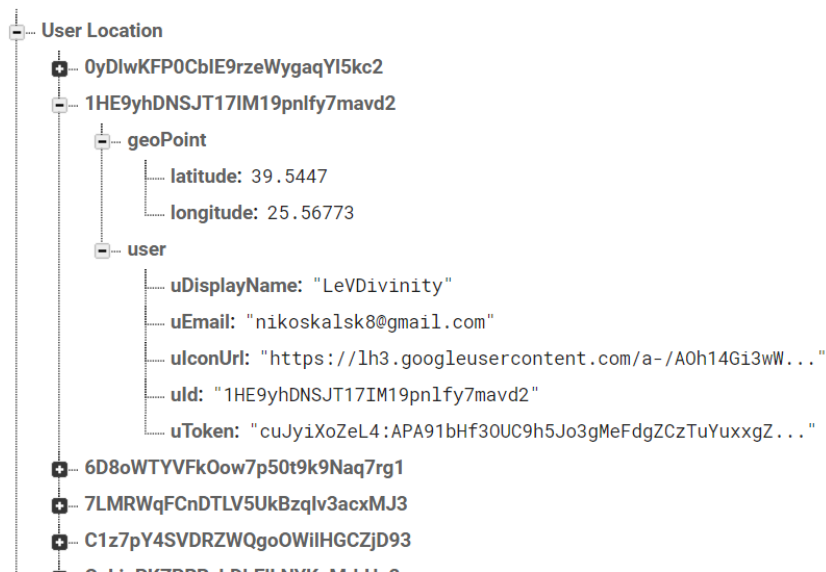 User Location
0yDlwKFP0CblE9rzeWygaqYl5kc2
1HE9yhDNSJT17IM19pnlfy7mavd2
geoPoint
latitude: 39.5447
longitude: 25.56773
user
uDisplayName: "LeVDivinity"
uEmail: "nikoskalsk8@gmail.com"
uIconUrl: "https://lh3.googleusercontent.com/a-/AOh14Gi3wW..."
uId: "1HE9yhDNSJT17IM19pnlfy7mavd2"
uToken: "cuJyiXoZeL4:APA91bHf3OUC9h5Jo3gMeFdgZCzTuYuxxgZ..."
6D8oWTYVFkOow7p50t9k9Naq7rg1
7LMRWqFCnDTLV5UkBzqlv3acxMJ3
C1z7pY4SVDRZWQgoOWilHGCZjD93